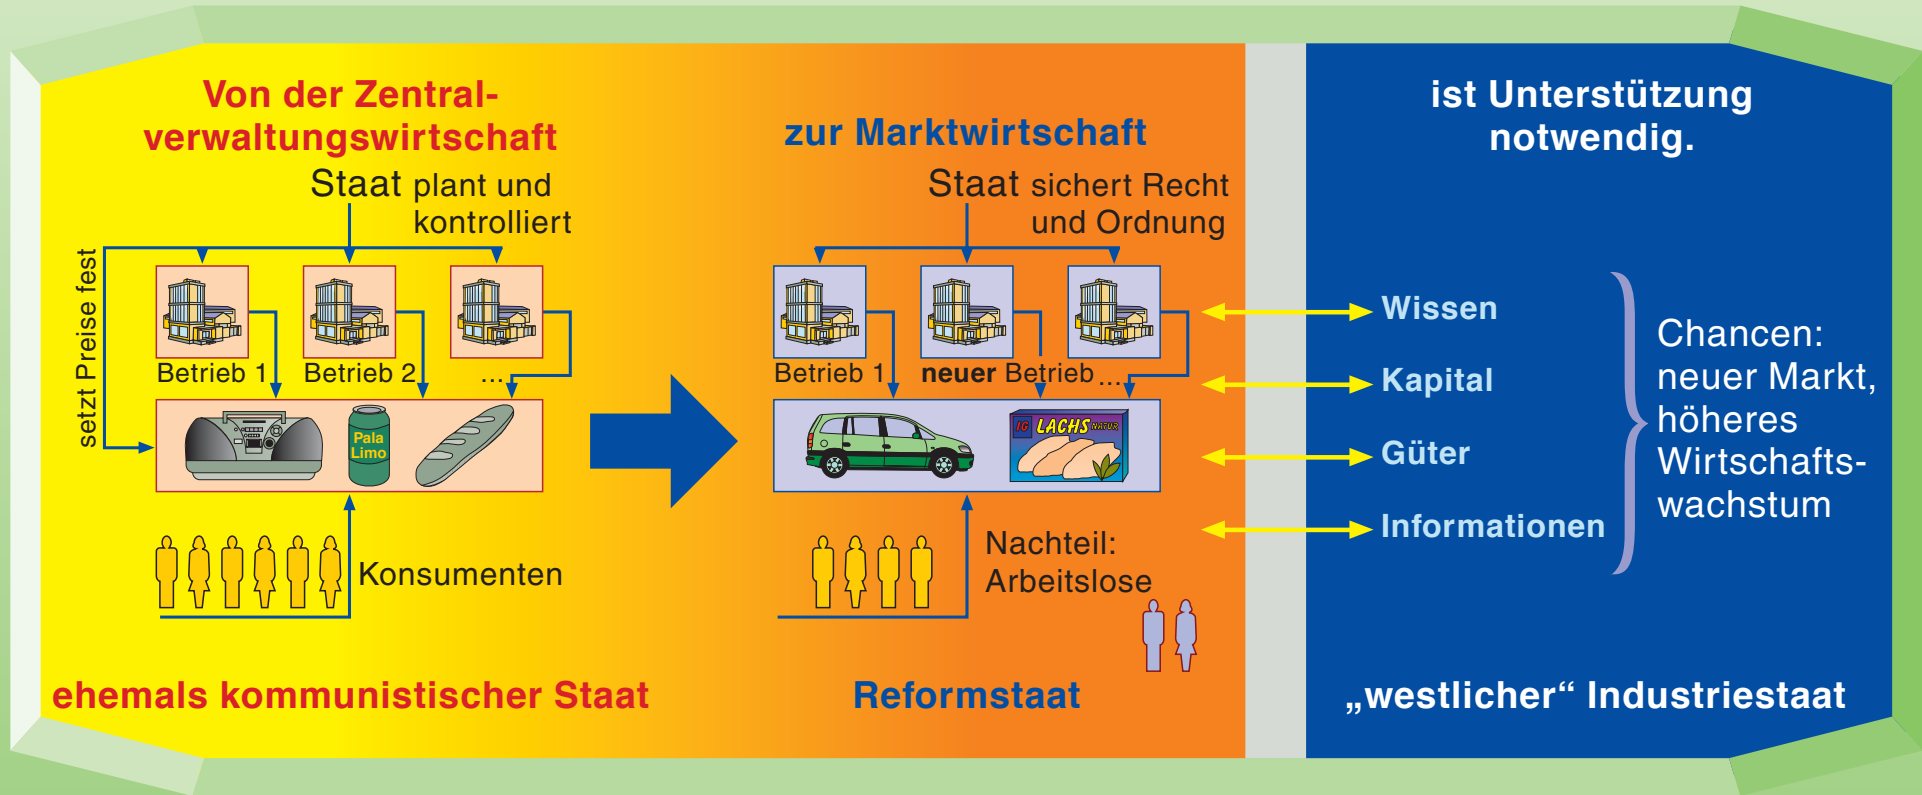 Von der Zentral-
verwaltungswirtschaft
Staat plant und
kontrolliert
setzt Preise fest
Betrieb 1
Betrieb 2
...
Pala
Limo
Konsumenten
ehemals kommunistischer Staat
zur Marktwirtschaft
Staat sichert Recht
und Ordnung
Betrieb 1
neuer Betrieb...
IG LACHS NATUR
Nachteil:
Arbeitslose
Reformstaat
ist Unterstützung
notwendig.
Wissen
Kapital
Güter
Informationen
Chancen:
neuer Markt,
höheres
Wirtschafts-
wachstum
„westlicher“ Industriestaat